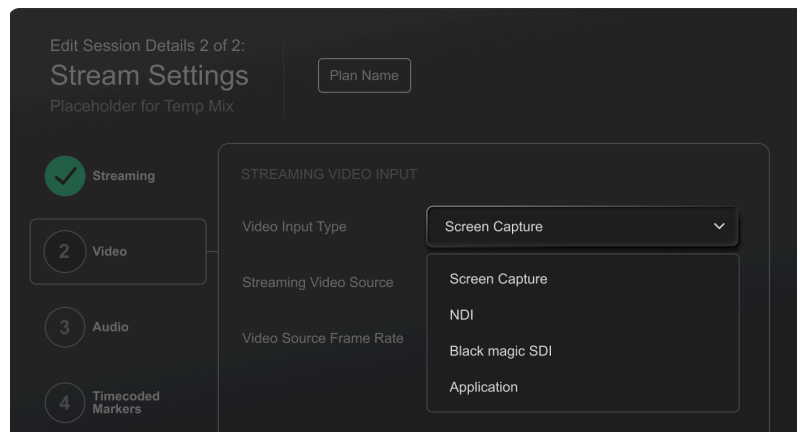 Edit Session Details 2 of 2:
Stream Settings
Plan Name
Placeholder for Temp Mix
Streaming
STREAMING VIDEO INPUT
Video Input Type
Screen Capture
2
Video
Streaming Video Source
Screen Capture
NDI
3
Audio
Video Source Frame Rate
Black magic SDI
Application
4
Timecoded
Markers